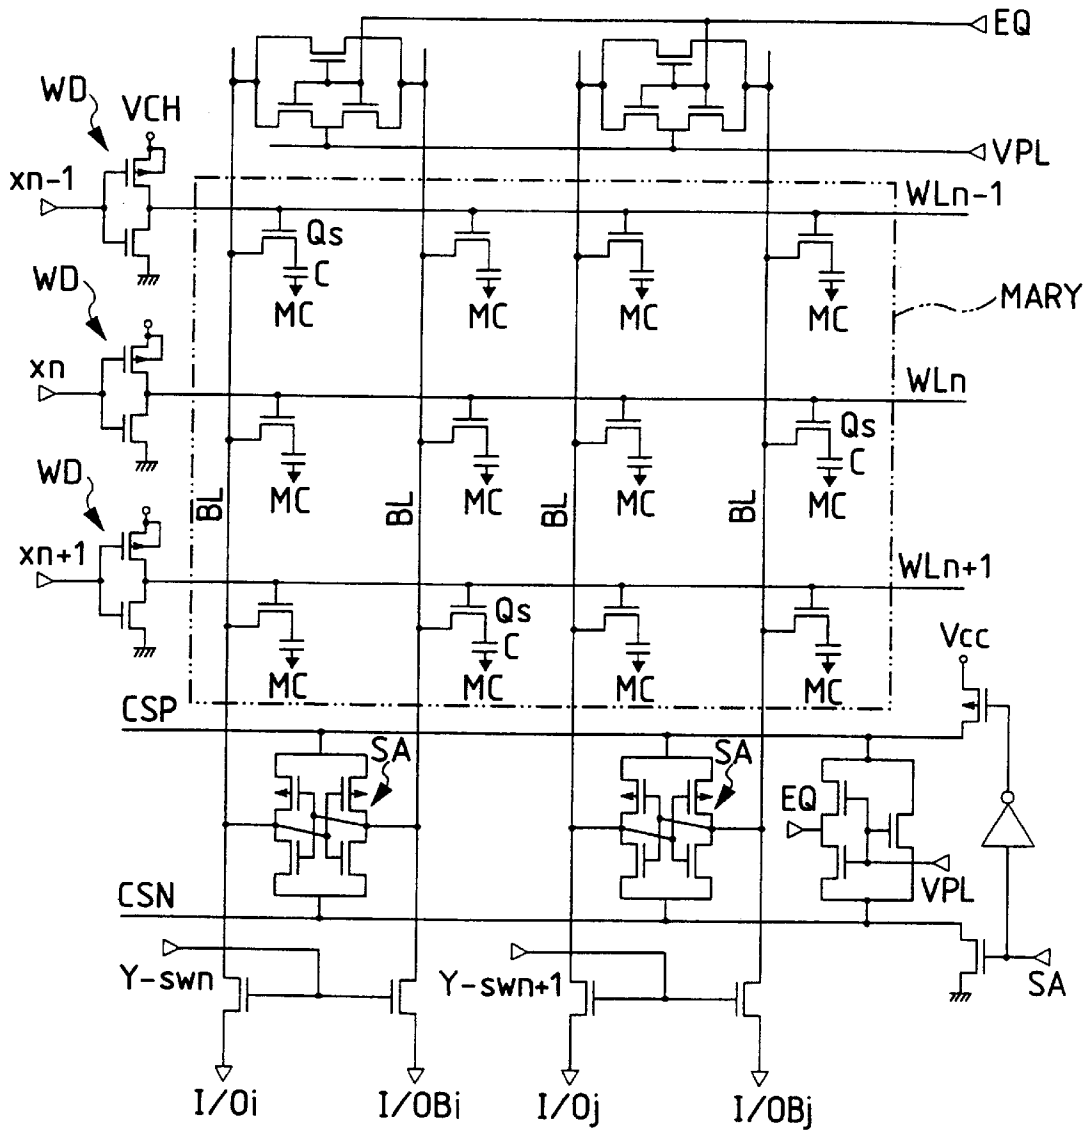 EQ
WD
VCH
VPL
xn-1
WLn-1
Qs
C
MC
MC
MC
MC
MARY
WD
xn
WLn
Qs
C
MC
MC
MC
MC
WD
BL
BL
BL
BL
xn+1
WLn+1
Qs
C
MC
MC
MC
MC
Vcc
CSP
SA
SA
EQ
VPL
CSN
Y-swn
Y-swn+1
SA
I/Oi
I/OBi
I/Oj
I/OBj